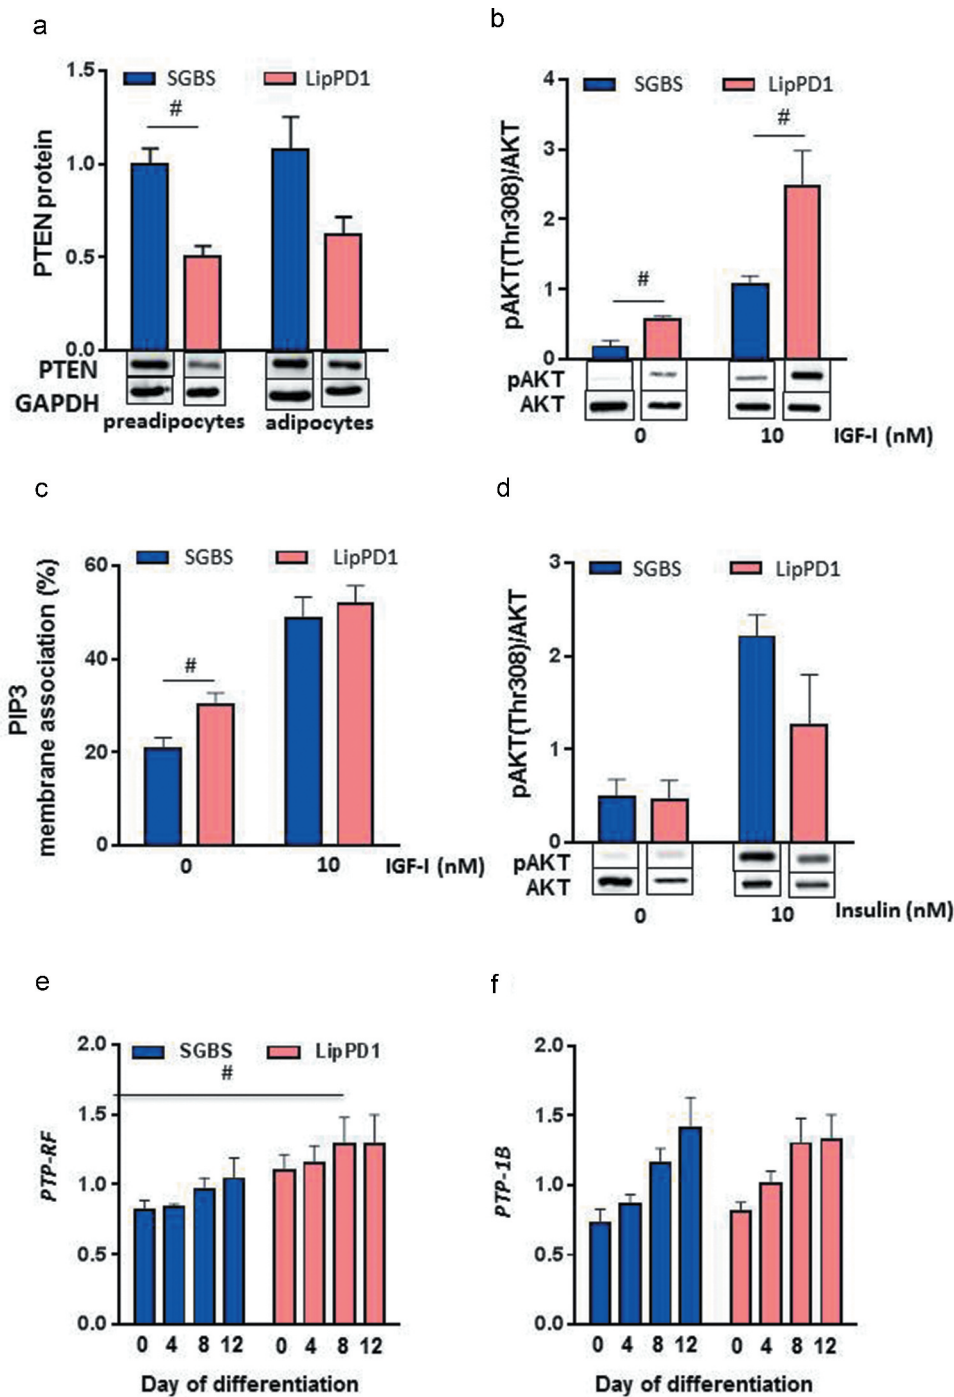 a
1.5
SGBS
LipPD1
#
1.0
0.5
0.0
PTEN protein
PTEN
GAPDH
preadipocytes
adipocytes
b
4
SGBS
LipPD1
#
3
2
#
1
0
pAKT(Thr308)/AKT
pAKT
AKT
0
10
IGF-I (nM)
c
SGBS
LipPD1
60
40
#
20
0
PIP3
membrane association (%)
0
10
IGF-I (nM)
d
3
SGBS
LipPD1
2
1
0
pAKT(Thr308)/AKT
pAKT
AKT
0
10
Insulin (nM)
e
2.0
SGBS
LipPD1
#
1.5
1.0
0.5
0.0
PTP-RF
0 4 8 12 0 4 8 12
Day of differentiation
f
2.0
1.5
1.0
0.5
0.0
PTP-1B
0 4 8 12 0 4 8 12
Day of differentiation